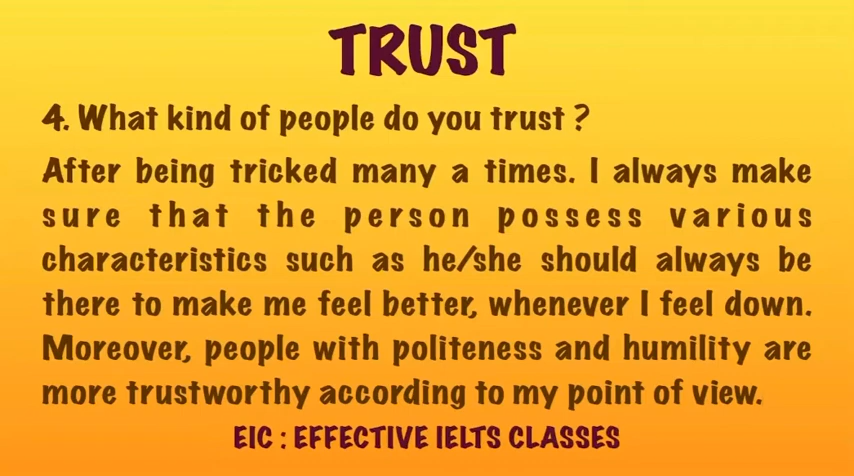 TRUST
4. What kind of people do you trust ?
After being tricked many a times. I always make
sure that the person possess various
characteristics such as he/she should always be
there to make me feel better, whenever I feel down.
Moreover, people with politeness and humility are
more trustworthy according to my point of view.
EIC : EFFECTIVE IELTS CLASSES